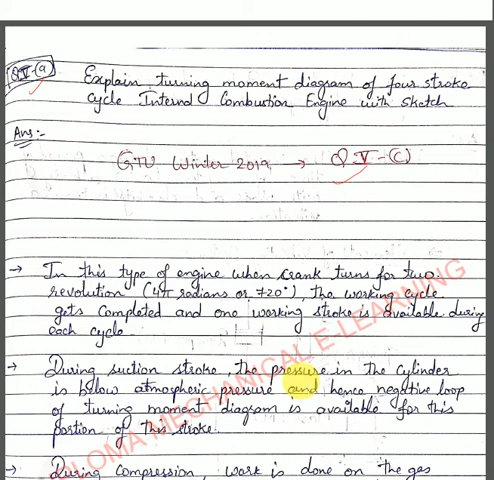 Q.V-(a) Explain turning moment diagram of four stroke
cycle Internal Combustion Engine with sketch
Ans:-
GTU Winter 2019 → Q V-(C)
→ In this type of engine when crank turns for two
revolution (4π radians or 720°), the working cycle
gets completed and one working stroke is available during
each cycle.
→ During suction stroke, the pressure in the cylinder
is below atmospheric pressure and hence negative loop
of turning moment diagram is available for this
portion of this stroke.
→ During compression, work is done on the gas
DIPLOMA MECHANICAL E-LEARNING